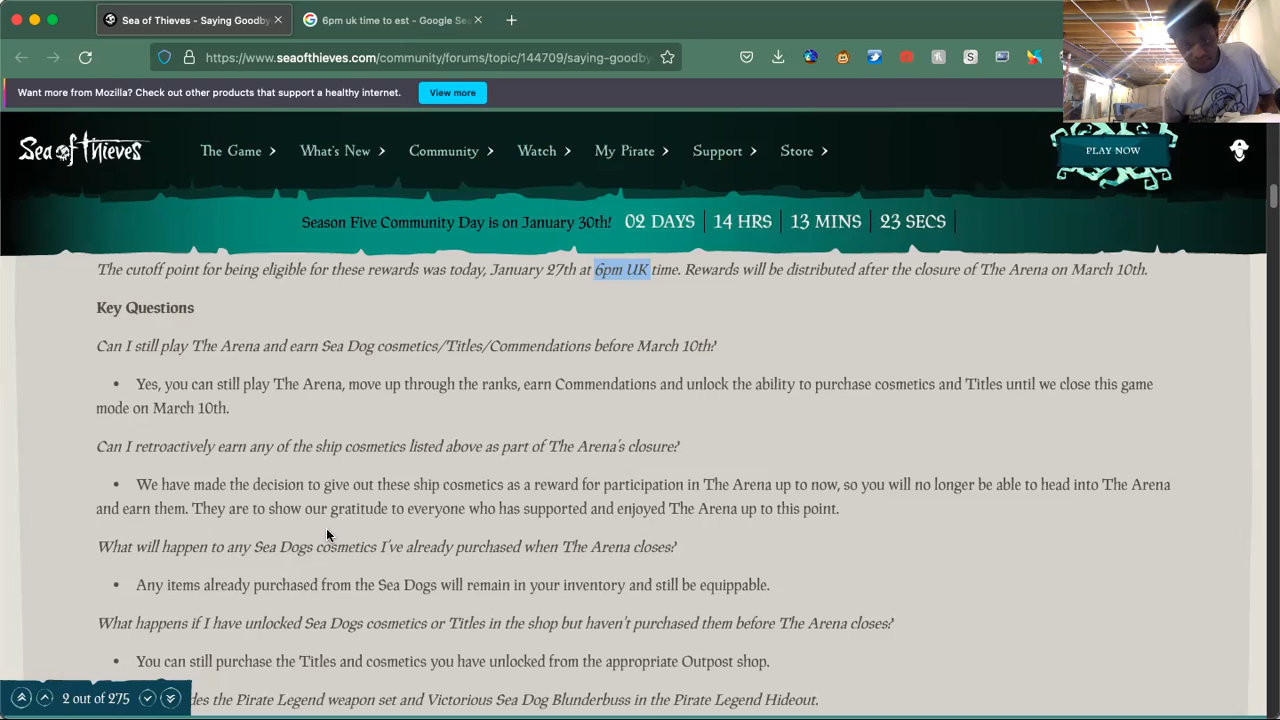 Sea of Thieves - Saying Goodby
6pm uk time to est - Google Sea
https://www.seaofthieves.com/community/forums/topic/144709/saying-goodby
Want more from Mozilla? Check out other products that support a healthy internet.
View more
Sea of Thieves
The Game
What's New
Community
Watch
My Pirate
Support
Store
PLAY NOW
Season Five Community Day is on January 30th! 02 DAYS 14 HRS 13 MINS 23 SECS
The cutoff point for being eligible for these rewards was today, January 27th at 6pm UK time. Rewards will be distributed after the closure of The Arena on March 10th.
Key Questions
Can I still play The Arena and earn Sea Dog cosmetics/Titles/Commendations before March 10th?
• Yes, you can still play The Arena, move up through the ranks, earn Commendations and unlock the ability to purchase cosmetics and Titles until we close this game
mode on March 10th.
Can I retroactively earn any of the ship cosmetics listed above as part of The Arena's closure?
• We have made the decision to give out these ship cosmetics as a reward for participation in The Arena up to now, so you will no longer be able to head into The Arena
and earn them. They are to show our gratitude to everyone who has supported and enjoyed The Arena up to this point.
What will happen to any Sea Dogs cosmetics I've already purchased when The Arena closes?
• Any items already purchased from the Sea Dogs will remain in your inventory and still be equippable.
What happens if I have unlocked Sea Dogs cosmetics or Titles in the shop but haven't purchased them before The Arena closes?
• You can still purchase the Titles and cosmetics you have unlocked from the appropriate Outpost shop.
the Pirate Legend weapon set and Victorious Sea Dog Blunderbuss in the Pirate Legend Hideout.
2 out of 275